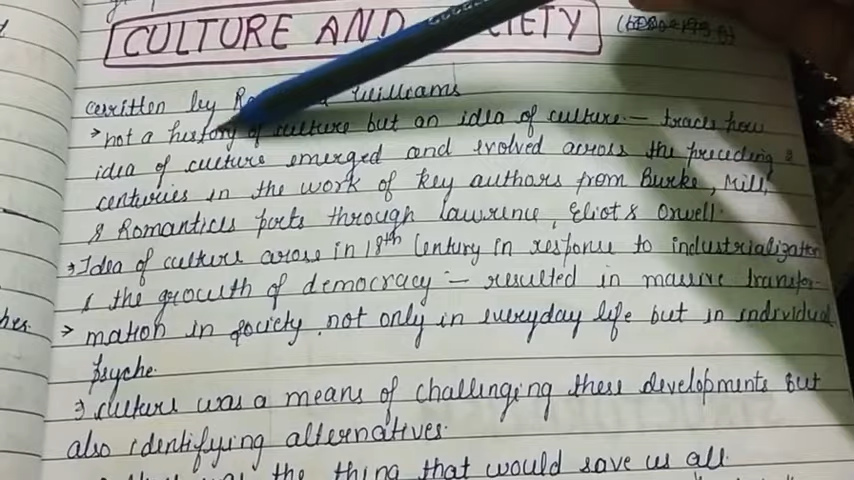 CULTURE AND
written by Williams
→ not a history of culture but an idea of culture — traces how
idea of culture emerged and evolved across the preceding 2
centuries in the work of key authors from Burke, Mill,
& Romantics poets through Lawrence, Eliot & Orwell.
→ Idea of culture arose in 18th Century in response to industrialization
& the growth of democracy — resulted in massive transfor-
→ mation in society not only in everyday life but in individual
psyche.
→ culture was a means of challenging these developments but
also identifying alternatives.
the thing that would save us all.
hes.